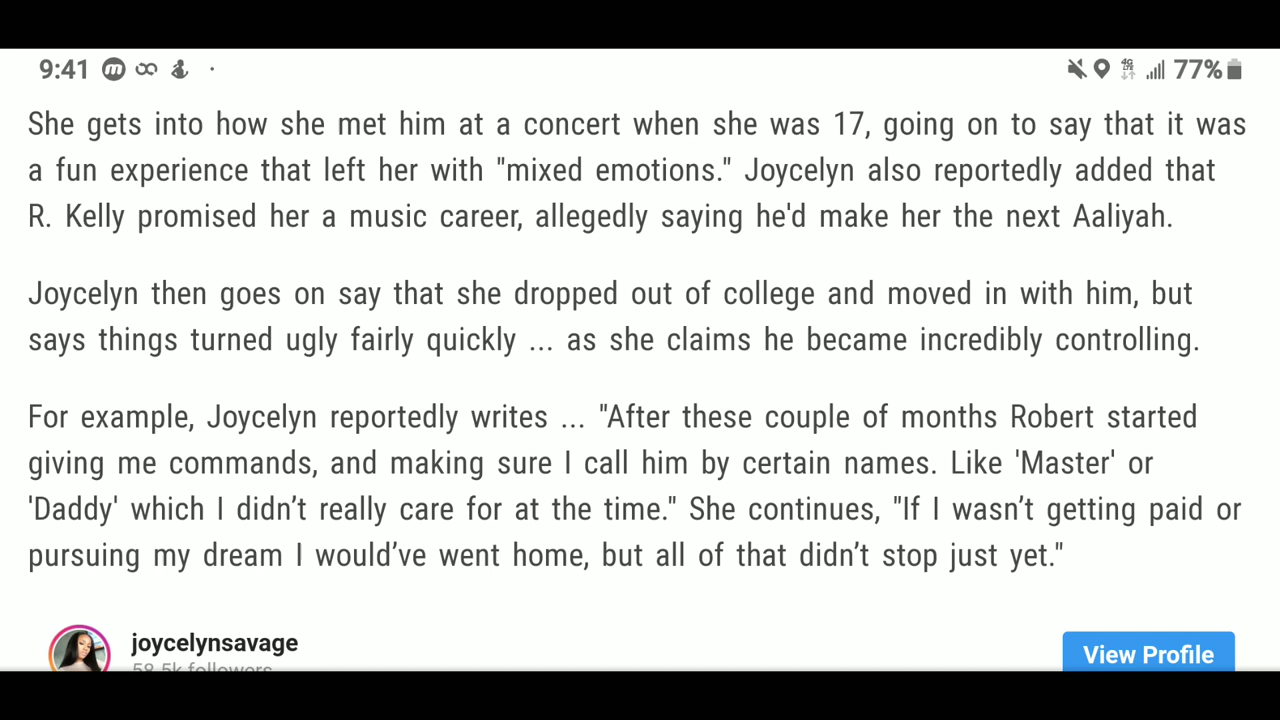 9:41
77%
She gets into how she met him at a concert when she was 17, going on to say that it was
a fun experience that left her with "mixed emotions." Joycelyn also reportedly added that
R. Kelly promised her a music career, allegedly saying he'd make her the next Aaliyah.
Joycelyn then goes on say that she dropped out of college and moved in with him, but
says things turned ugly fairly quickly ... as she claims he became incredibly controlling.
For example, Joycelyn reportedly writes ... "After these couple of months Robert started
giving me commands, and making sure I call him by certain names. Like 'Master' or
'Daddy' which I didn’t really care for at the time." She continues, "If I wasn’t getting paid or
pursuing my dream I would’ve went home, but all of that didn’t stop just yet."
joycelynsavage
58.5k followers
View Profile